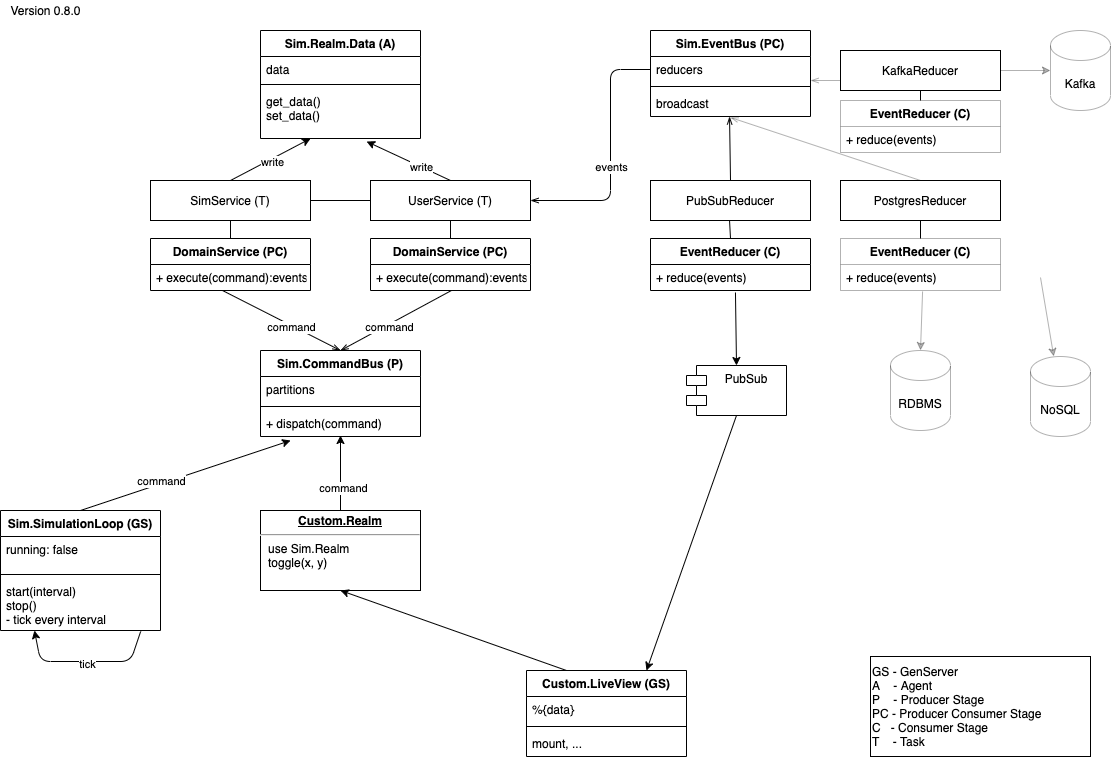 Version 0.8.0
Sim.Realm.Data (A)
data
get_data()
set_data()
write
write
SimService (T)
UserService (T)
DomainService (PC)
+ execute(command):events
DomainService (PC)
+ execute(command):events
command
command
Sim.CommandBus (P)
partitions
+ dispatch(command)
command
command
Sim.SimulationLoop (GS)
running: false
start(interval)
stop()
- tick every interval
tick
Custom.Realm
use Sim.Realm
toggle(x, y)
Sim.EventBus (PC)
reducers
broadcast
events
KafkaReducer
EventReducer (C)
+ reduce(events)
Kafka
PubSubReducer
EventReducer (C)
+ reduce(events)
PostgresReducer
EventReducer (C)
+ reduce(events)
PubSub
RDBMS
NoSQL
Custom.LiveView (GS)
%{data}
mount, ...
GS - GenServer
A - Agent
P - Producer Stage
PC - Producer Consumer Stage
C - Consumer Stage
T - Task